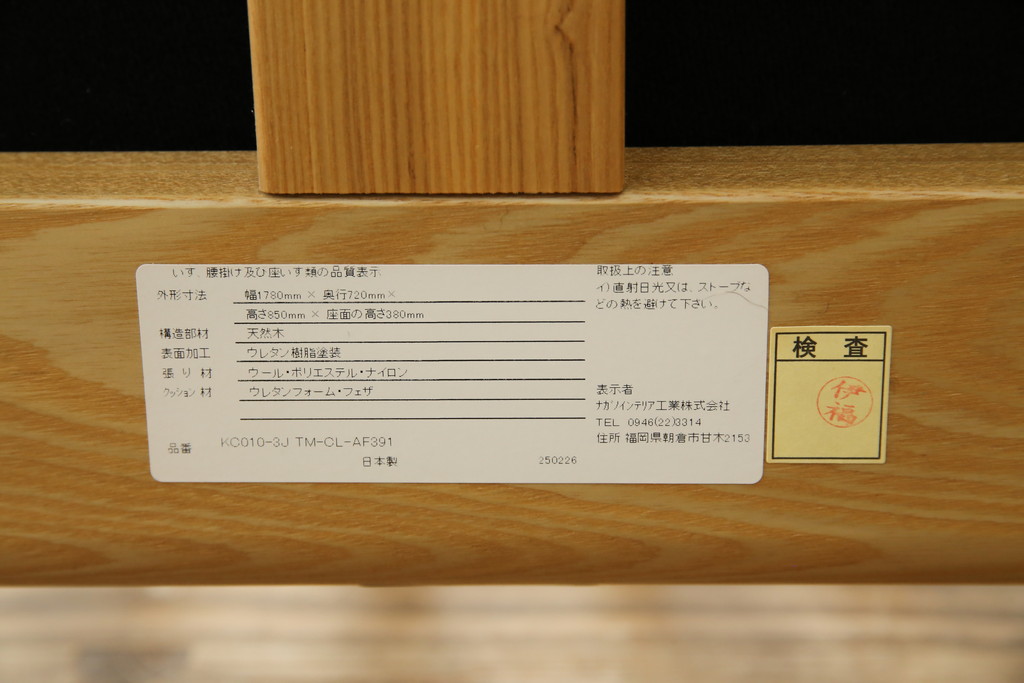 いす、腰掛け及び座いす類の品質表示
外形寸法 幅1780mm × 奥行720mm×
高さ850mm × 座面の高さ380mm
構造部材 天然木
表面加工 ウレタン樹脂塗装
張り材 ウール・ポリエステル・ナイロン
クッション材 ウレタンフォーム・フェザ
品番 KC010-3J TM-CL-AF391
日本製 250226
取扱上の注意
イ)直射日光又は、ストーブな
どの熱を避けて下さい。
表示者
ナガノインテリア工業株式会社
TEL 0946(22)3314
住所 福岡県朝倉市甘木2153
検査
伊福